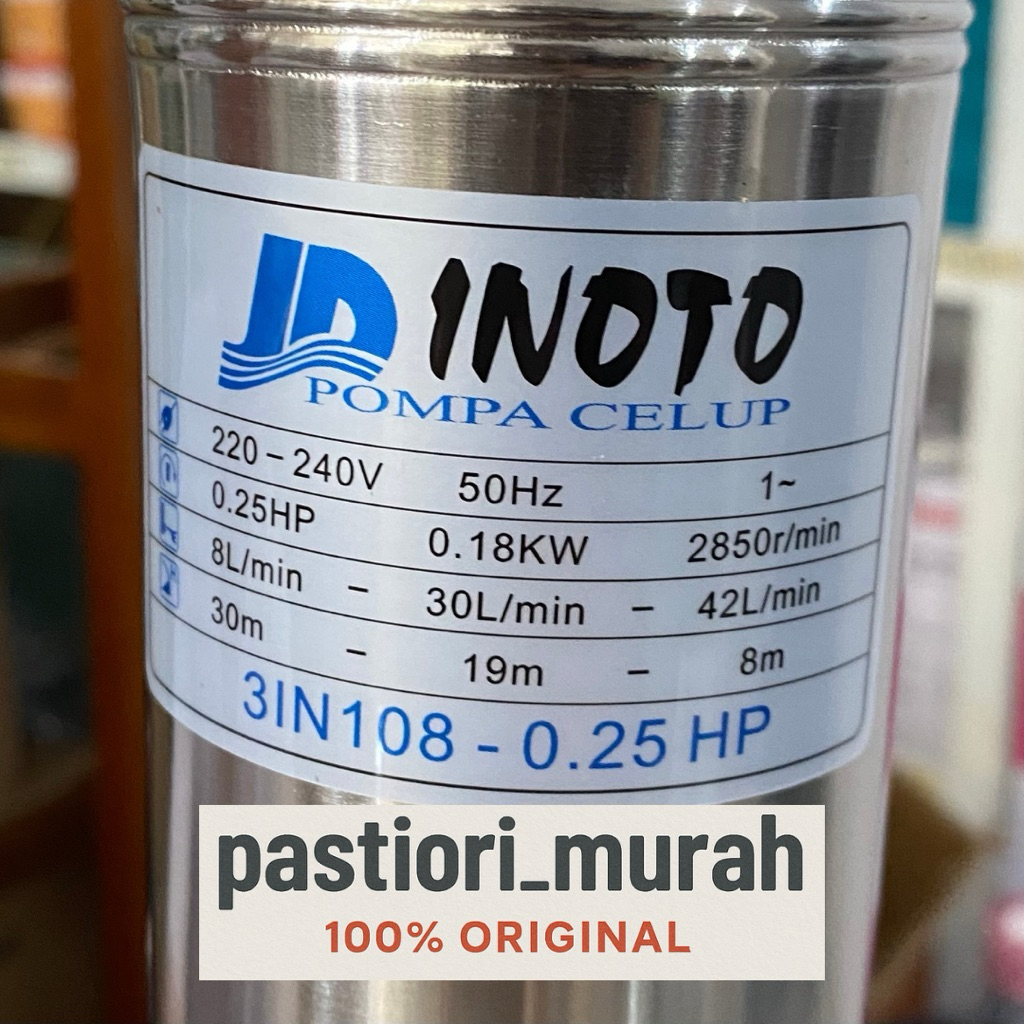 JD INOTO
POMPA CELUP
220 – 240V 50Hz 1~
0.25HP 0.18KW 2850r/min
8L/min – 30L/min – 42L/min
30m – 19m – 8m
3IN108 - 0.25 HP
pastiori_murah
100% ORIGINAL